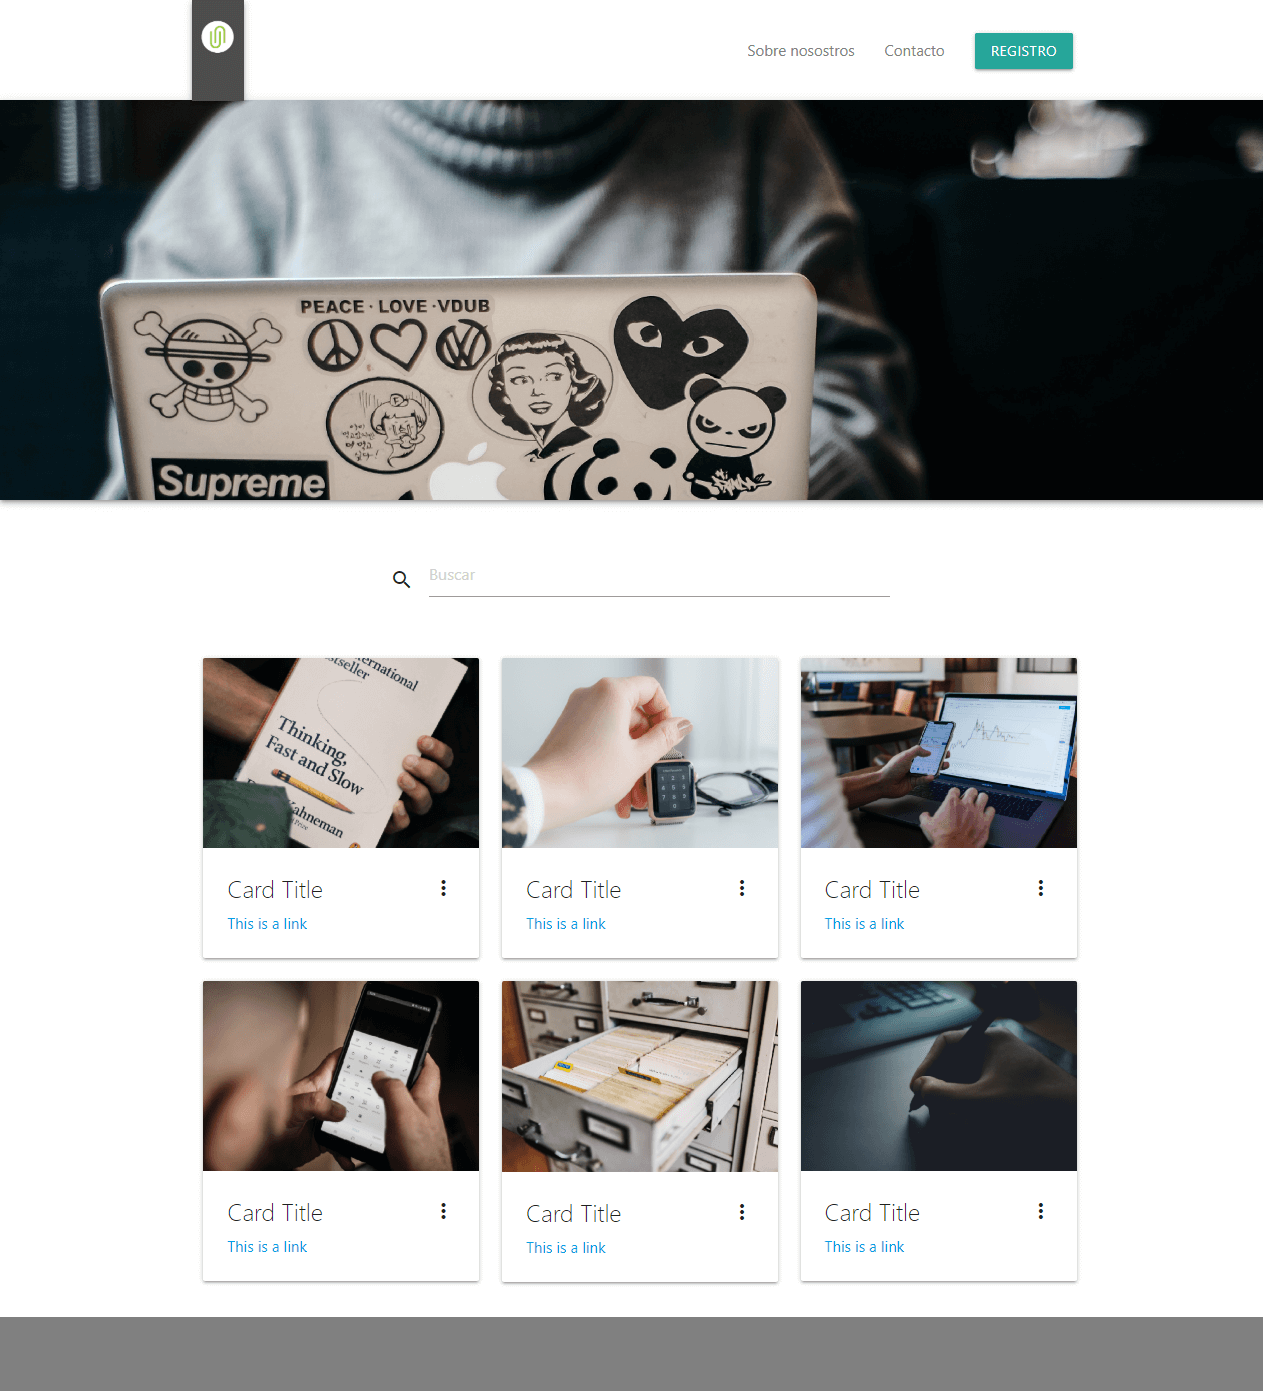 Sobre nosostros
Contacto
REGISTRO
PEACE · LOVE · VDUB
Supreme
Buscar
International
Bestseller
Thinking,
Fast and Slow
Kahneman
Card Title
This is a link
Card Title
This is a link
Card Title
This is a link
Card Title
This is a link
Card Title
This is a link
Card Title
This is a link